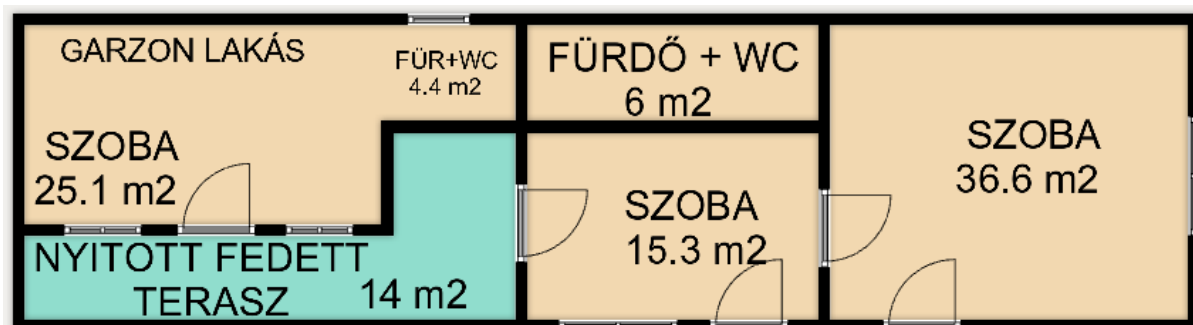 GARZON LAKÁS
FÜR+WC
4.4 m2
SZOBA
25.1 m2
NYITOTT FEDETT
TERASZ
14 m2
FÜRDŐ + WC
6 m2
SZOBA
15.3 m2
SZOBA
36.6 m2